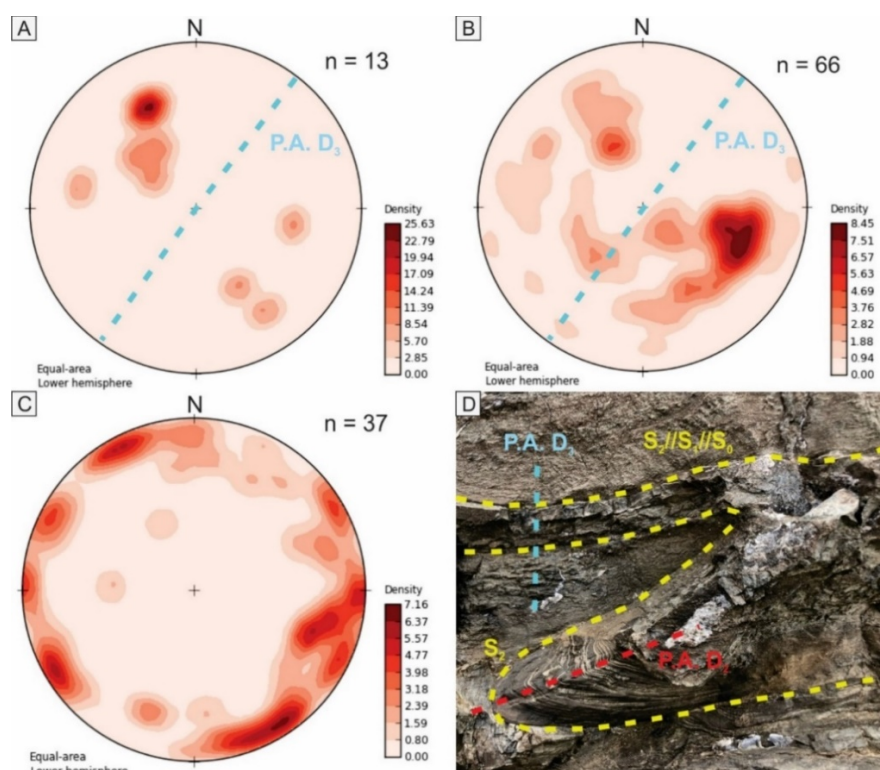 A
N
n = 13
P.A. D₃
Density
25.63
22.79
19.94
17.09
14.24
11.39
8.54
5.70
2.85
0.00
Equal-area
Lower hemisphere
B
N
n = 66
P.A. D₃
Density
8.45
7.51
6.57
5.63
4.69
3.76
2.82
1.88
0.94
0.00
Equal-area
Lower hemisphere
C
N
n = 37
Density
7.16
6.37
5.57
4.77
3.98
3.18
2.39
1.59
0.80
0.00
Equal-area
Lower hemisphere
D
P.A. D₃
S₂//S₁//S₀
S₂
P.A. D₂